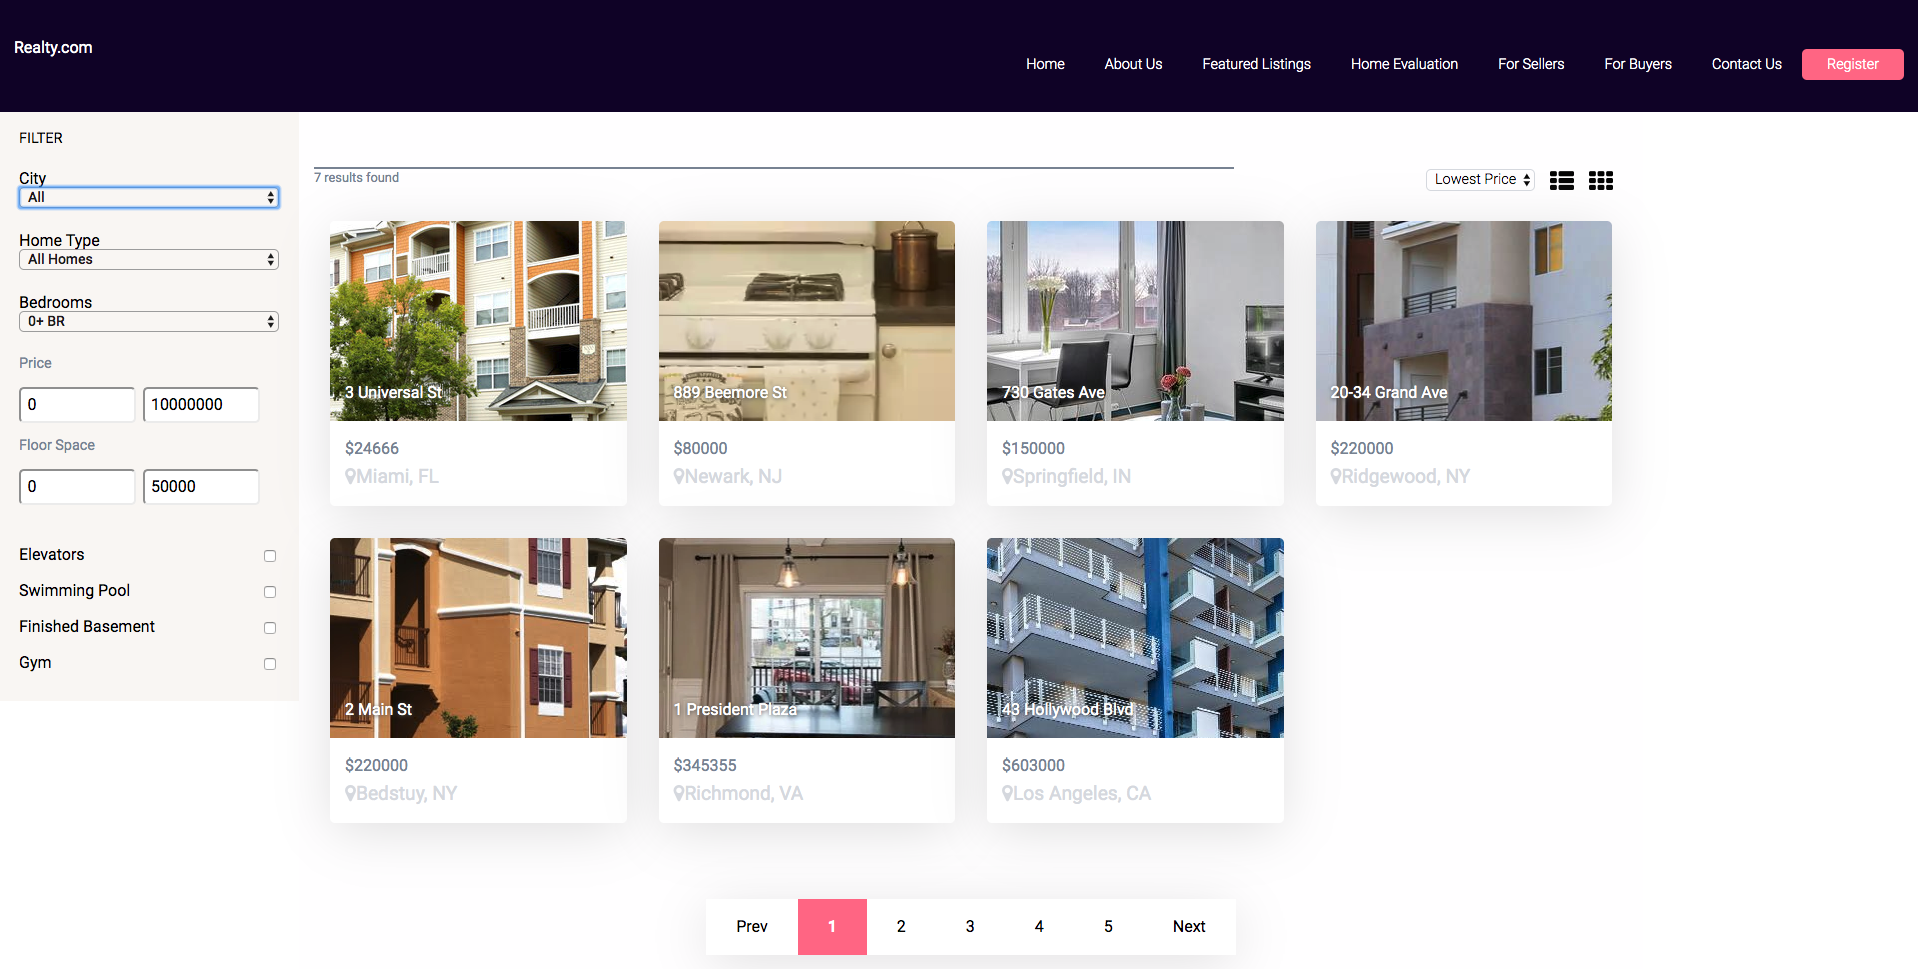 Realty.com
Home About Us Featured Listings Home Evaluation For Sellers For Buyers Contact Us Register
FILTER
City
All
Home Type
All Homes
Bedrooms
0+ BR
Price
0 10000000
Floor Space
0 50000
Elevators
Swimming Pool
Finished Basement
Gym
7 results found
Lowest Price
3 Universal St
$24666
Miami, FL
889 Beemore St
$80000
Newark, NJ
730 Gates Ave
$150000
Springfield, IN
20-34 Grand Ave
$220000
Ridgewood, NY
2 Main St
$220000
Bedstuy, NY
1 President Plaza
$345355
Richmond, VA
43 Hollywood Blvd
$603000
Los Angeles, CA
Prev 1 2 3 4 5 Next